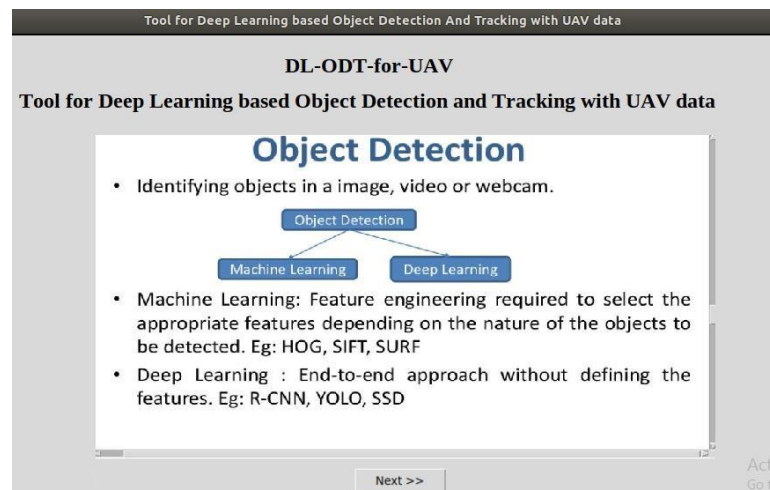 Tool for Deep Learning based Object Detection And Tracking with UAV data
DL-ODT-for-UAV
Tool for Deep Learning based Object Detection and Tracking with UAV data
Object Detection
• Identifying objects in a image, video or webcam.
Object Detection
Machine Learning Deep Learning
• Machine Learning: Feature engineering required to select the
appropriate features depending on the nature of the objects to
be detected. Eg: HOG, SIFT, SURF
• Deep Learning : End-to-end approach without defining the
features. Eg: R-CNN, YOLO, SSD
Next >>